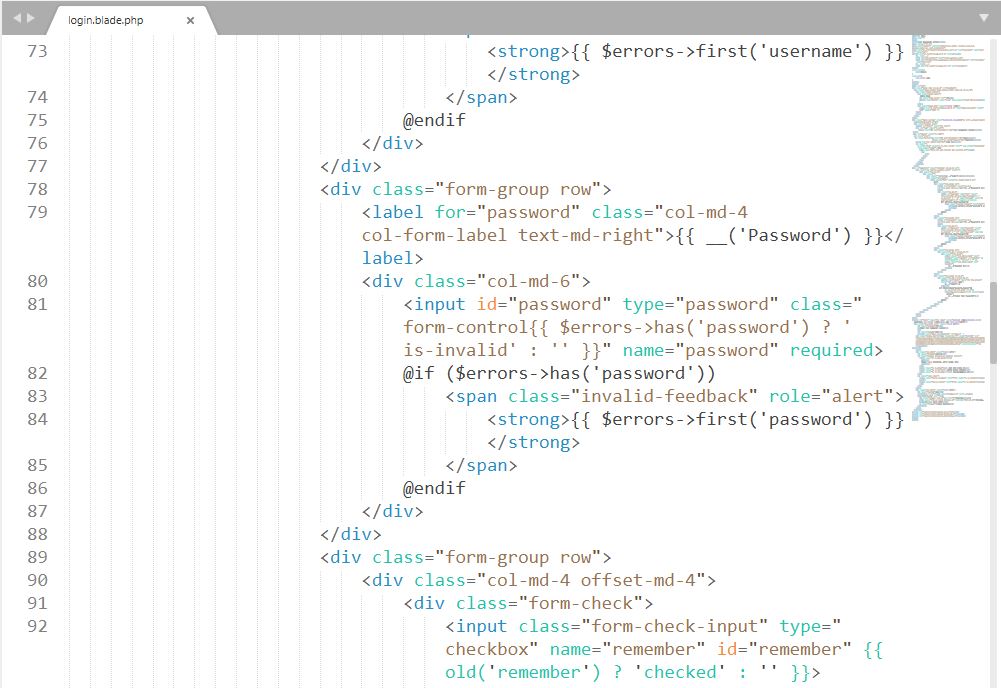 login.blade.php ×
73 <strong>{{ $errors->first('username') }}
</strong>
74 </span>
75 @endif
76 </div>
77 </div>
78 <div class="form-group row">
79 <label for="password" class="col-md-4
col-form-label text-md-right">{{ __('Password') }}</
label>
80 <div class="col-md-6">
81 <input id="password" type="password" class="
form-control{{ $errors->has('password') ? '
is-invalid' : '' }}" name="password" required>
82 @if ($errors->has('password'))
83 <span class="invalid-feedback" role="alert">
84 <strong>{{ $errors->first('password') }}
</strong>
85 </span>
86 @endif
87 </div>
88 </div>
89 <div class="form-group row">
90 <div class="col-md-4 offset-md-4">
91 <div class="form-check">
92 <input class="form-check-input" type="
checkbox" name="remember" id="remember" {{
old('remember') ? 'checked' : '' }}>